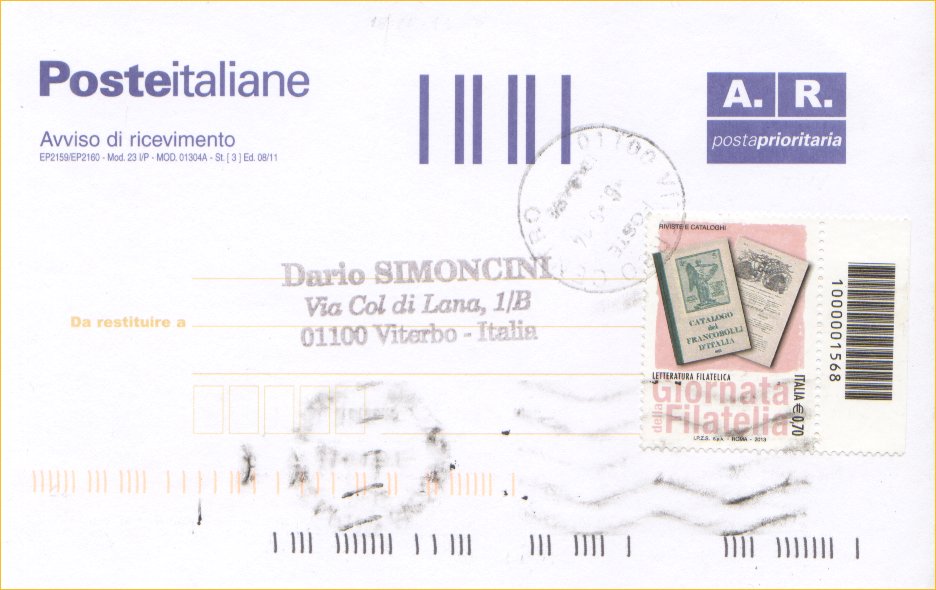 Posteitaliane
Avviso di ricevimento
EP2159/EP2160 - Mod. 23 I/P - MOD. 01304A - St. [ 3 ] Ed. 08/11
A. R.
postaprioritaria
01100
POSTE
Dario SIMONCINI
Via Col di Lana, 1/B
01100 Viterbo - Italia
Da restituire a
RIVISTE E CATALOGHI
CATALOGO
dei
FRANCOBOLLI
D'ITALIA
LETTERATURA FILATELICA
Giornata
della Filatelia
ITALIA € 0,70
I.P.Z.S. S.p.A. - ROMA - 2013
1000001568